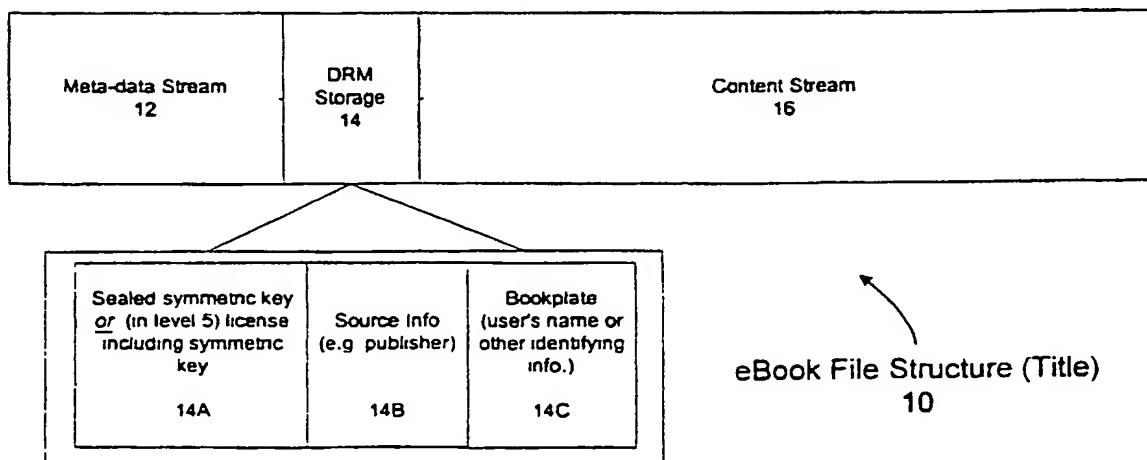 Meta-data Stream
12
DRM
Storage
14
Content Stream
16
Sealed symmetric key
or (in level 5) license
including symmetric
key
14A
Source Info
(e.g publisher)
14B
Bookplate
(user's name or
other identifying
info.)
14C
eBook File Structure (Title)
10